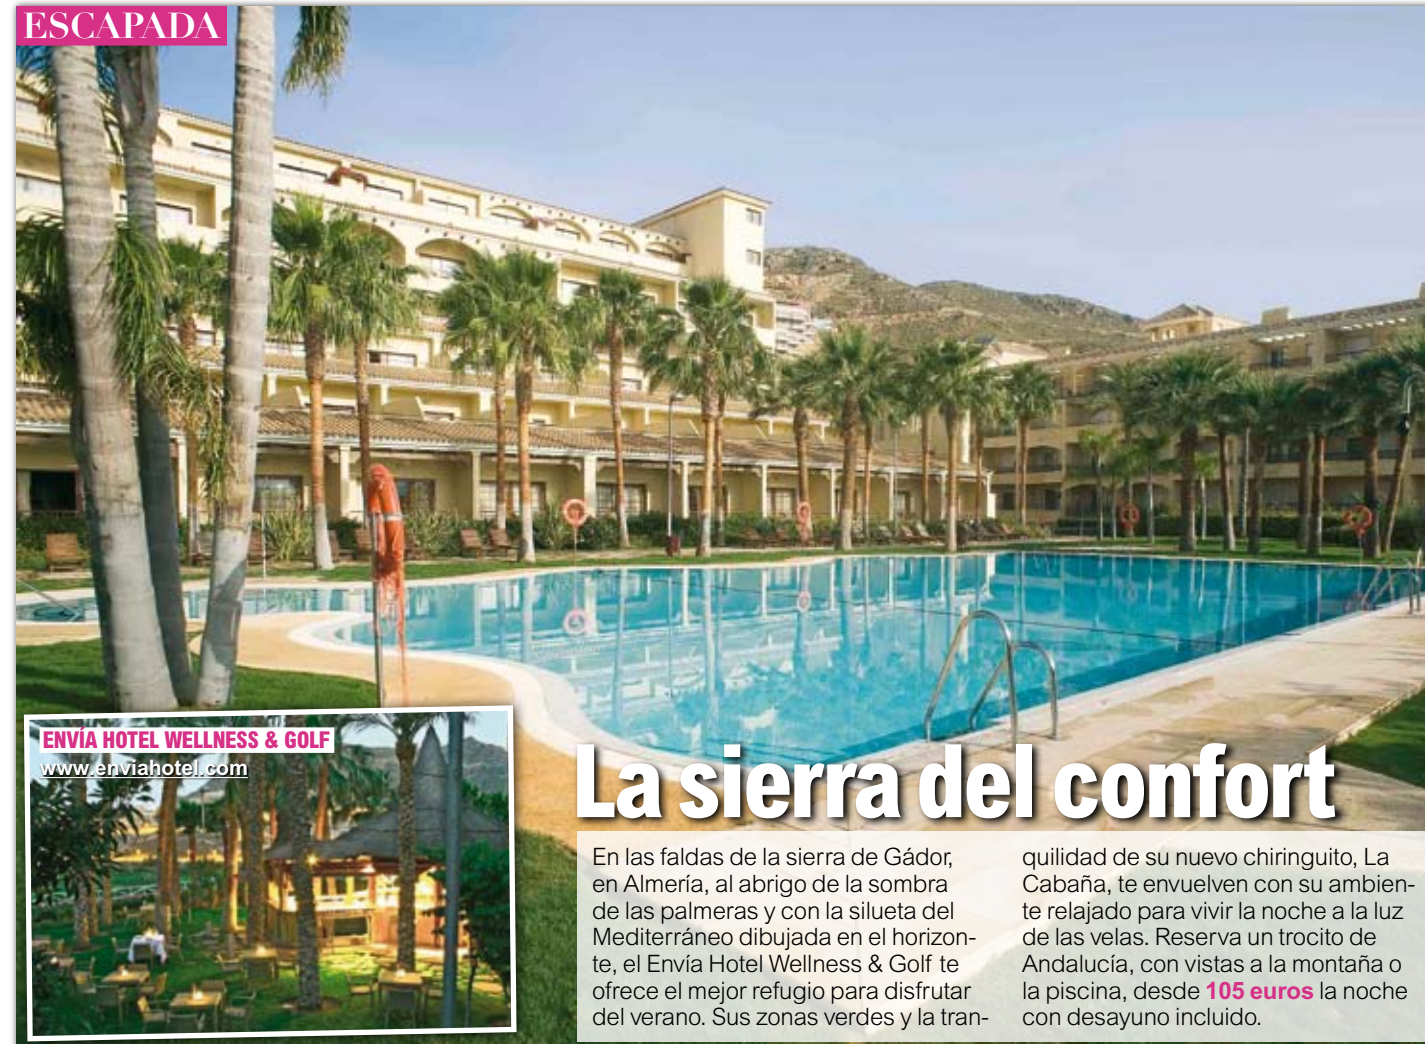 ESCAPADA
ENVÍA HOTEL WELLNESS & GOLF
www.enviahotel.com
La sierra del confort
En las faldas de la sierra de Gádor,
en Almería, al abrigo de la sombra
de las palmeras y con la silueta del
Mediterráneo dibujada en el horizon-
te, el Envía Hotel Wellness & Golf te
ofrece el mejor refugio para disfrutar
del verano. Sus zonas verdes y la tran-
quilidad de su nuevo chiringuito, La
Cabaña, te envuelven con su ambien-
te relajado para vivir la noche a la luz
de las velas. Reserva un trocito de
Andalucía, con vistas a la montaña o
la piscina, desde 105 euros la noche
con desayuno incluido.